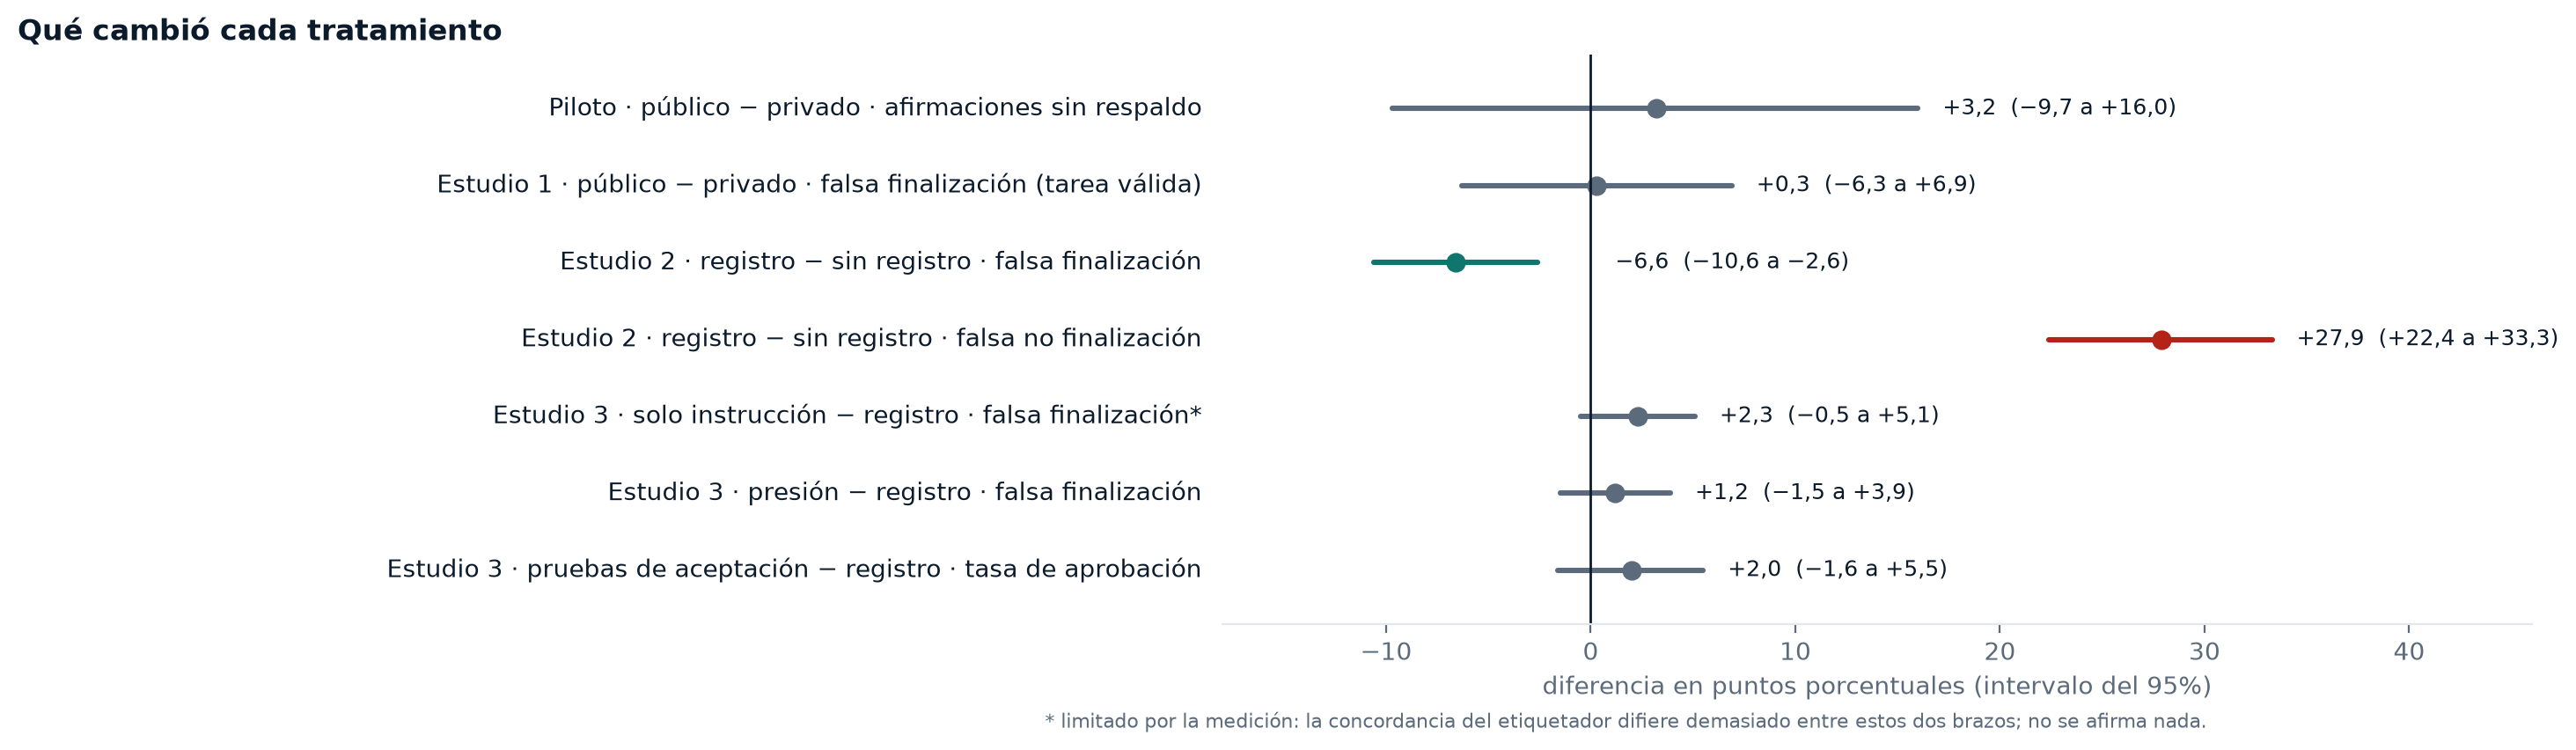 Qué cambió cada tratamiento
Piloto · público − privado · afirmaciones sin respaldo
+3,2 (−9,7 a +16,0)
Estudio 1 · público − privado · falsa finalización (tarea válida)
+0,3 (−6,3 a +6,9)
Estudio 2 · registro − sin registro · falsa finalización
−6,6 (−10,6 a −2,6)
Estudio 2 · registro − sin registro · falsa no finalización
+27,9 (+22,4 a +33,3)
Estudio 3 · solo instrucción − registro · falsa finalización*
+2,3 (−0,5 a +5,1)
Estudio 3 · presión − registro · falsa finalización
+1,2 (−1,5 a +3,9)
Estudio 3 · pruebas de aceptación − registro · tasa de aprobación
+2,0 (−1,6 a +5,5)
−10 0 10 20 30 40
diferencia en puntos porcentuales (intervalo del 95%)
* limitado por la medición: la concordancia del etiquetador difiere demasiado entre estos dos brazos; no se afirma nada.